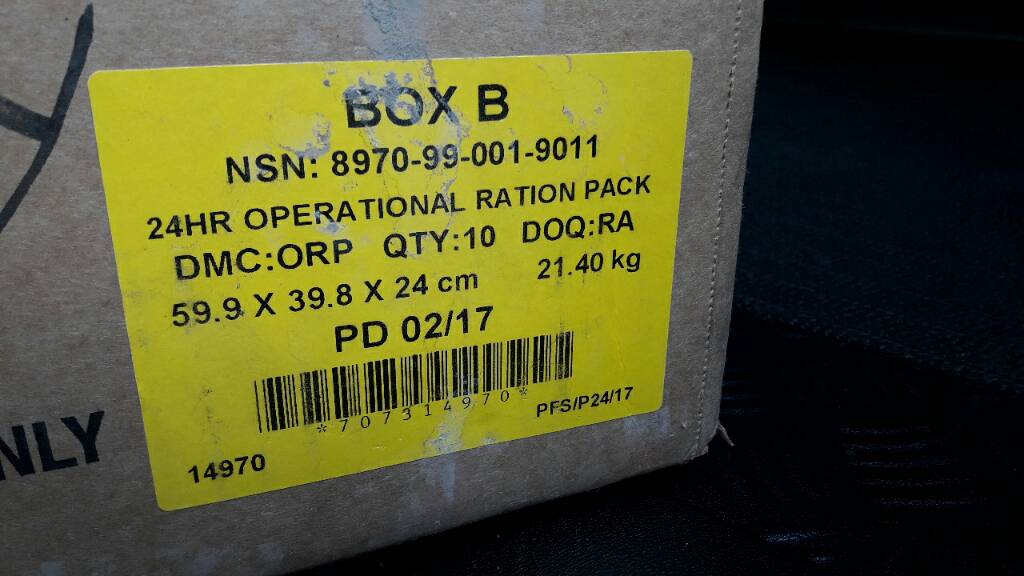 BOX B
NSN: 8970-99-001-9011
24HR OPERATIONAL RATION PACK
DMC:ORP QTY:10 DOQ:RA
59.9 X 39.8 X 24 cm 21.40 kg
PD 02/17
*707314970*
PFS/P24/17
14970
NLY